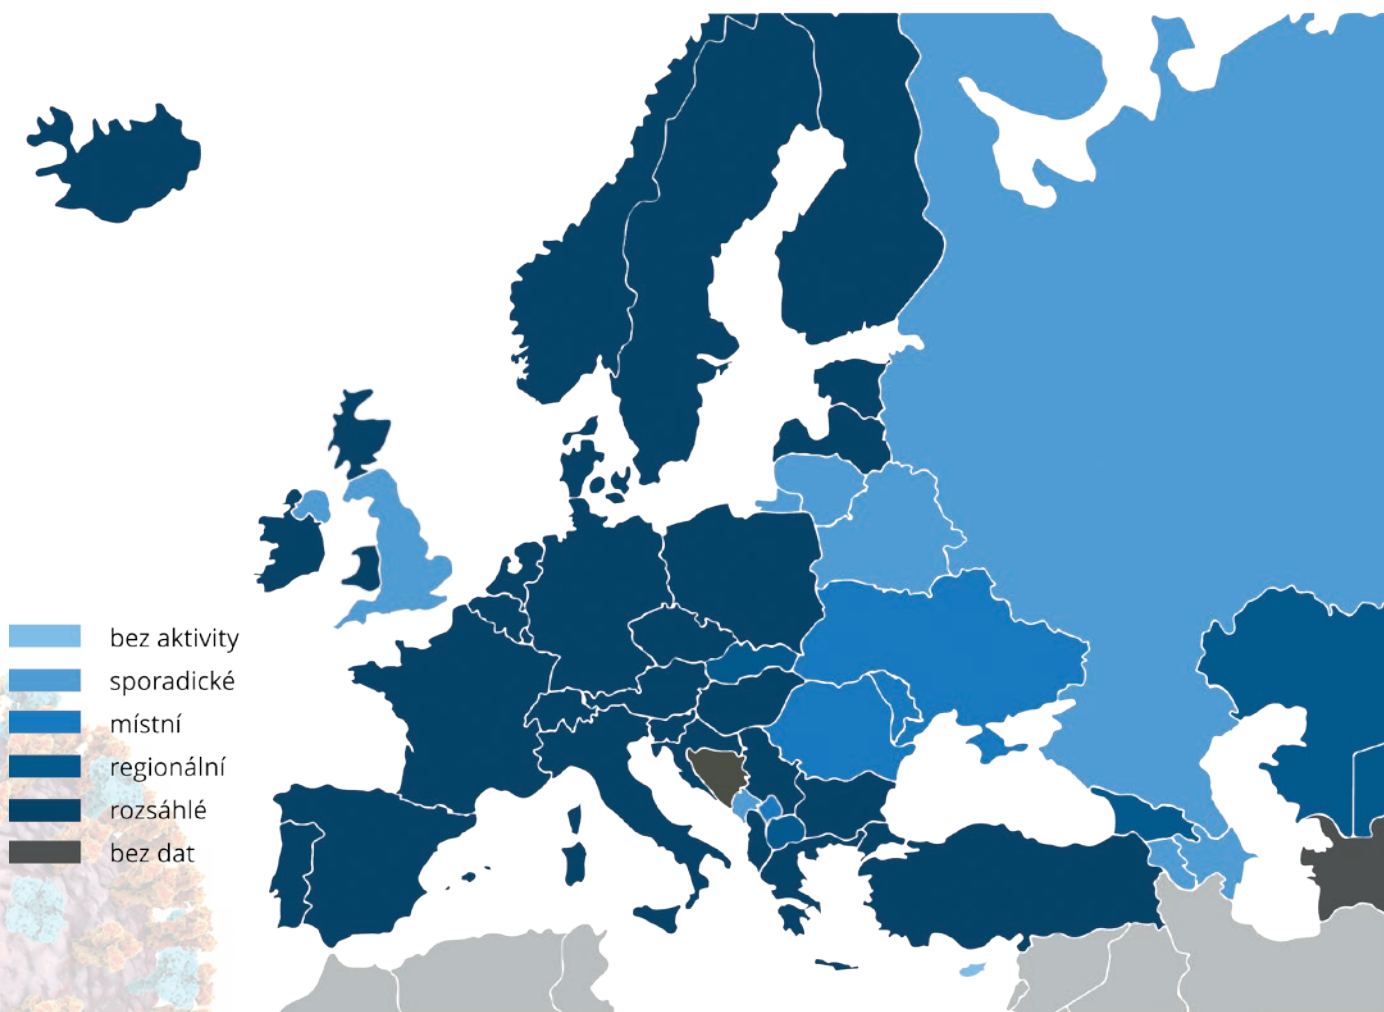 bez aktivity
sporadické
místní
regionální
rozsáhlé
bez dat